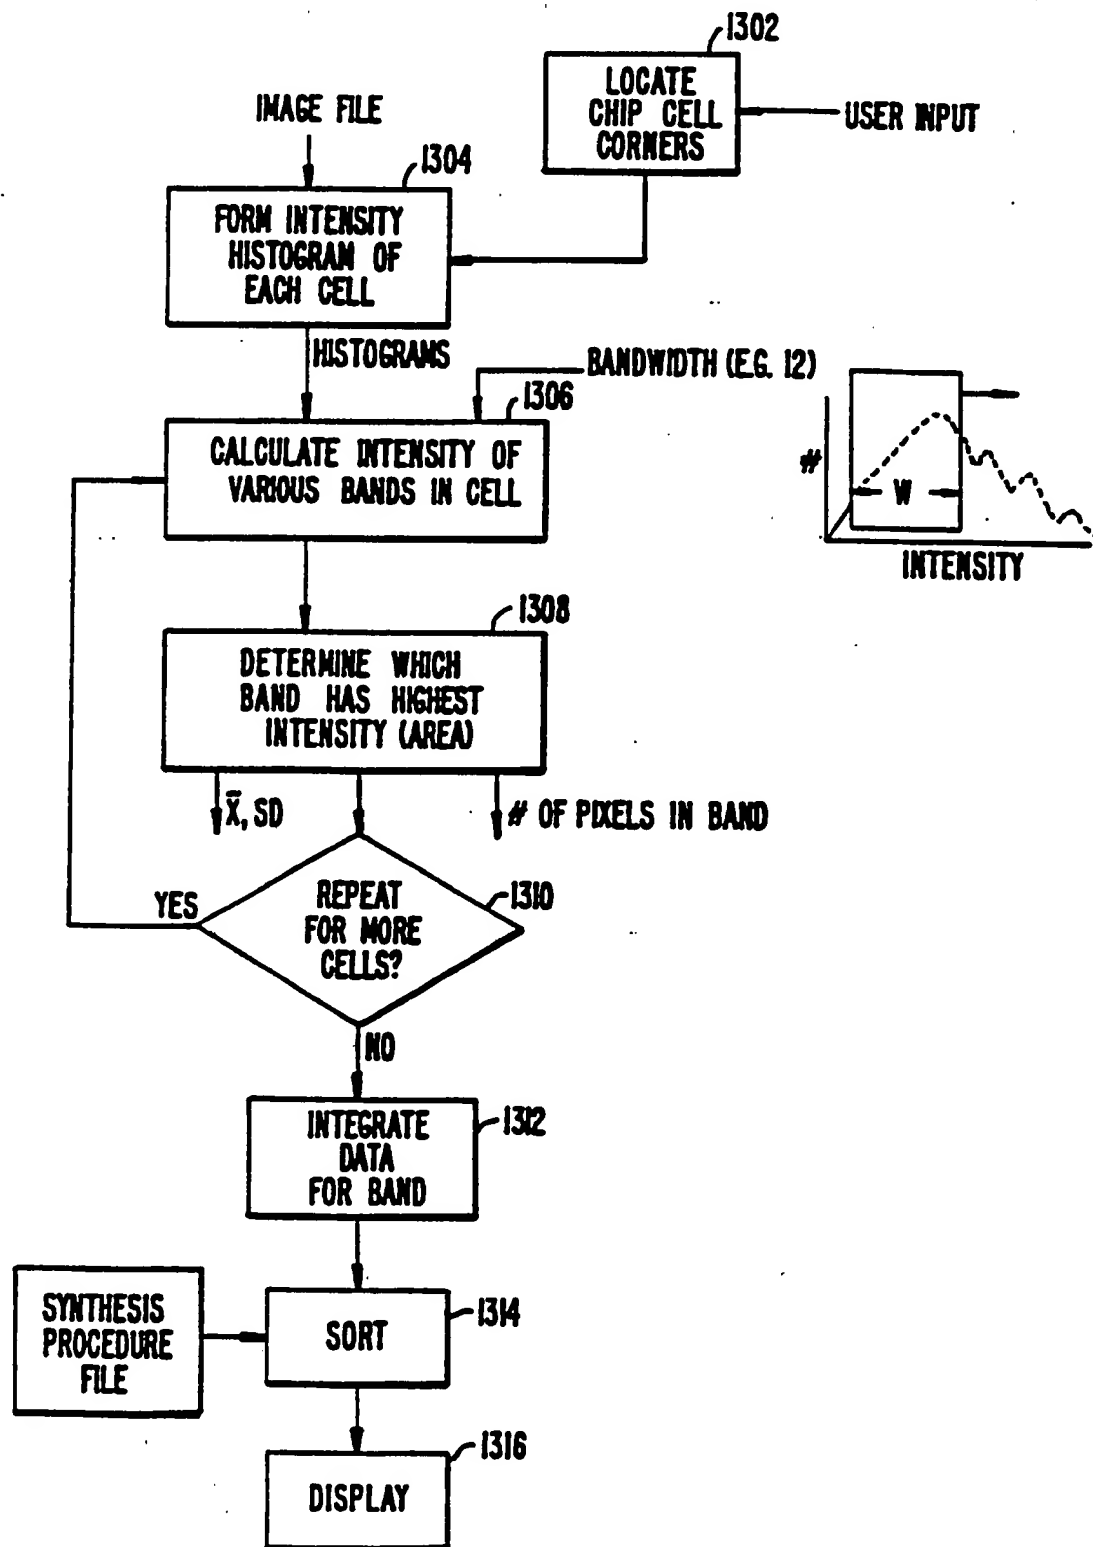 1302
LOCATE
CHIP CELL
CORNERS
USER INPUT
IMAGE FILE
1304
FORM INTENSITY
HISTOGRAM OF
EACH CELL
HISTOGRAMS
BANDWIDTH (E.G. 12)
1306
CALCULATE INTENSITY OF
VARIOUS BANDS IN CELL
#
W
INTENSITY
1308
DETERMINE WHICH
BAND HAS HIGHEST
INTENSITY (AREA)
X̄, SD
# OF PIXELS IN BAND
1310
REPEAT
FOR MORE
CELLS?
YES
NO
1312
INTEGRATE
DATA
FOR BAND
SYNTHESIS
PROCEDURE
FILE
1314
SORT
1316
DISPLAY